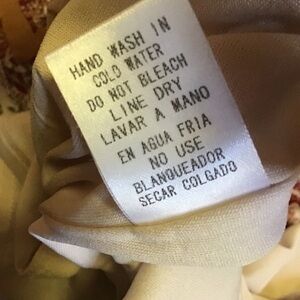 HAND WASH IN
COLD WATER
DO NOT BLEACH
LINE DRY
LAVAR A MANO
EN AGUA FRIA
NO USE
BLANQUEADOR
SECAR COLGADO